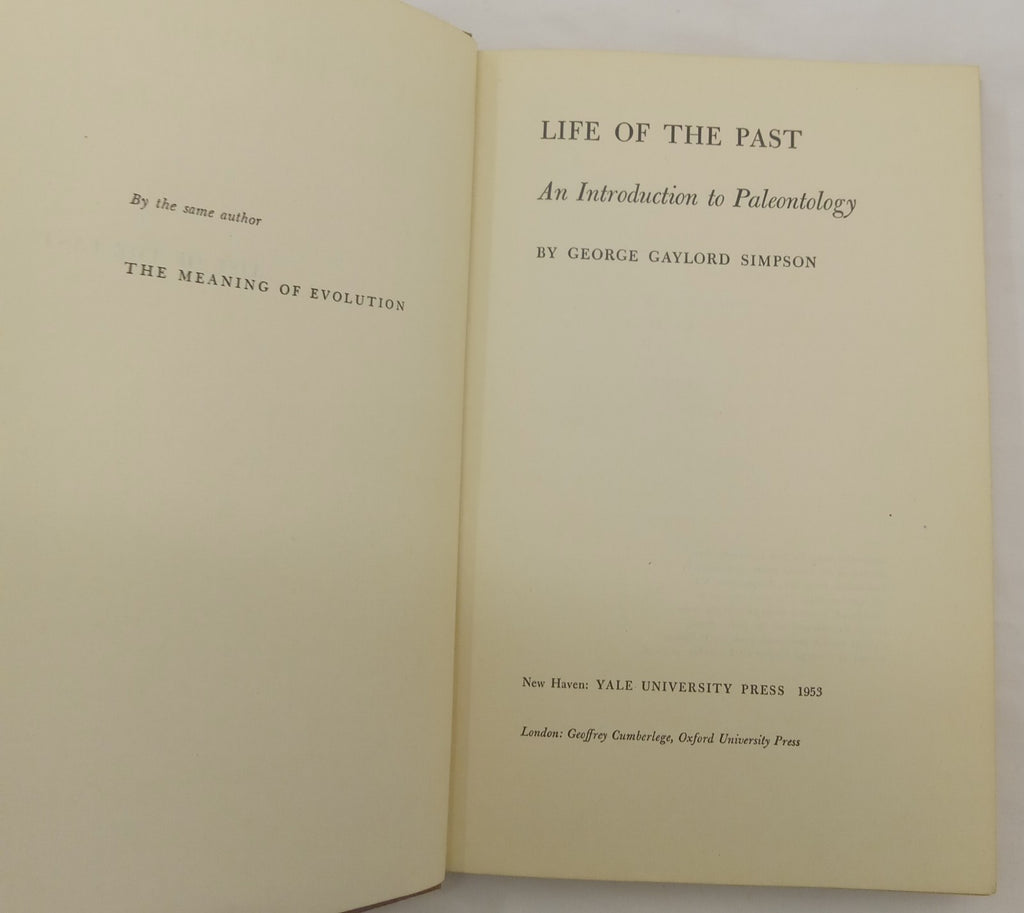 By the same author
THE MEANING OF EVOLUTION
LIFE OF THE PAST
An Introduction to Paleontology
BY GEORGE GAYLORD SIMPSON
New Haven: YALE UNIVERSITY PRESS 1953
London: Geoffrey Cumberlege, Oxford University Press